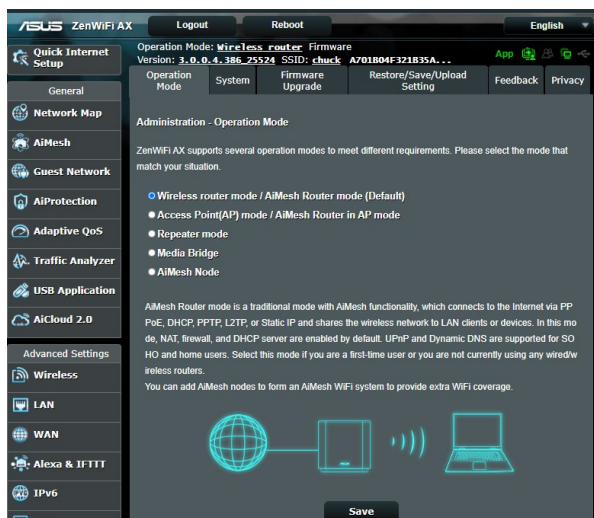 ASUS ZenWiFi AX Logout Reboot English
Quick Internet Setup
Operation Mode: Wireless router Firmware
Version: 3.0.0.4.386_25524 SSID: chuck A701B04F321B35A...
App
Operation Mode System Firmware Upgrade Restore/Save/Upload Setting Feedback Privacy
General
Network Map
AiMesh
Guest Network
AiProtection
Adaptive QoS
Traffic Analyzer
USB Application
AiCloud 2.0
Advanced Settings
Wireless
LAN
WAN
Alexa & IFTTT
IPv6
Administration - Operation Mode
ZenWiFi AX supports several operation modes to meet different requirements. Please select the mode that
match your situation.
Wireless router mode / AiMesh Router mode (Default)
Access Point(AP) mode / AiMesh Router in AP mode
Repeater mode
Media Bridge
AiMesh Node
AiMesh Router mode is a traditional mode with AiMesh functionality, which connects to the Internet via PP
PoE, DHCP, PPTP, L2TP, or Static IP and shares the wireless network to LAN clients or devices. In this mo
de, NAT, firewall, and DHCP server are enabled by default. UPnP and Dynamic DNS are supported for SO
HO and home users. Select this mode if you are a first-time user or you are not currently using any wired/w
ireless routers.
You can add AiMesh nodes to form an AiMesh WiFi system to provide extra WiFi coverage.
Save